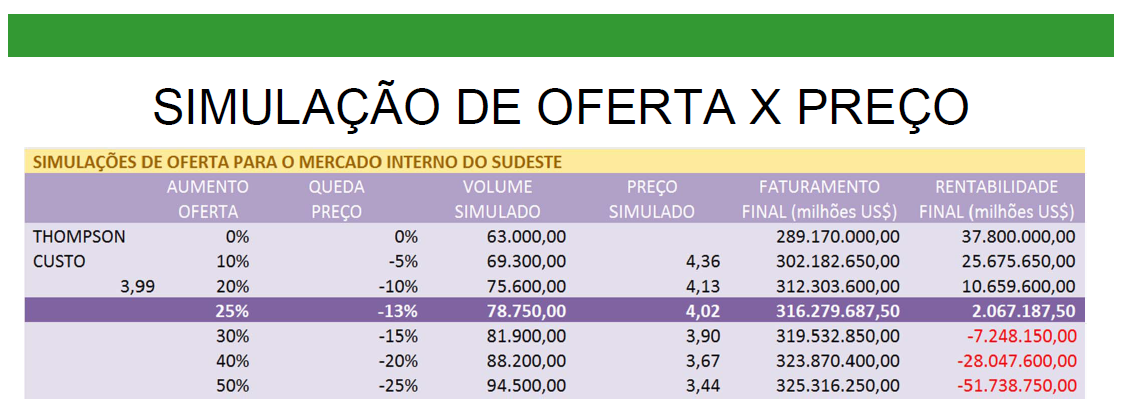 SIMULAÇÃO DE OFERTA X PREÇO
SIMULAÇÕES DE OFERTA PARA O MERCADO INTERNO DO SUDESTE
AUMENTO QUEDA VOLUME PREÇO FATURAMENTO RENTABILIDADE
OFERTA PREÇO SIMULADO SIMULADO FINAL (milhões US$) FINAL (milhões US$)
THOMPSON 0% 0% 63.000,00 289.170.000,00 37.800.000,00
CUSTO 10% -5% 69.300,00 4,36 302.182.650,00 25.675.650,00
3,99 20% -10% 75.600,00 4,13 312.303.600,00 10.659.600,00
25% -13% 78.750,00 4,02 316.279.687,50 2.067.187,50
30% -15% 81.900,00 3,90 319.532.850,00 -7.248.150,00
40% -20% 88.200,00 3,67 323.870.400,00 -28.047.600,00
50% -25% 94.500,00 3,44 325.316.250,00 -51.738.750,00